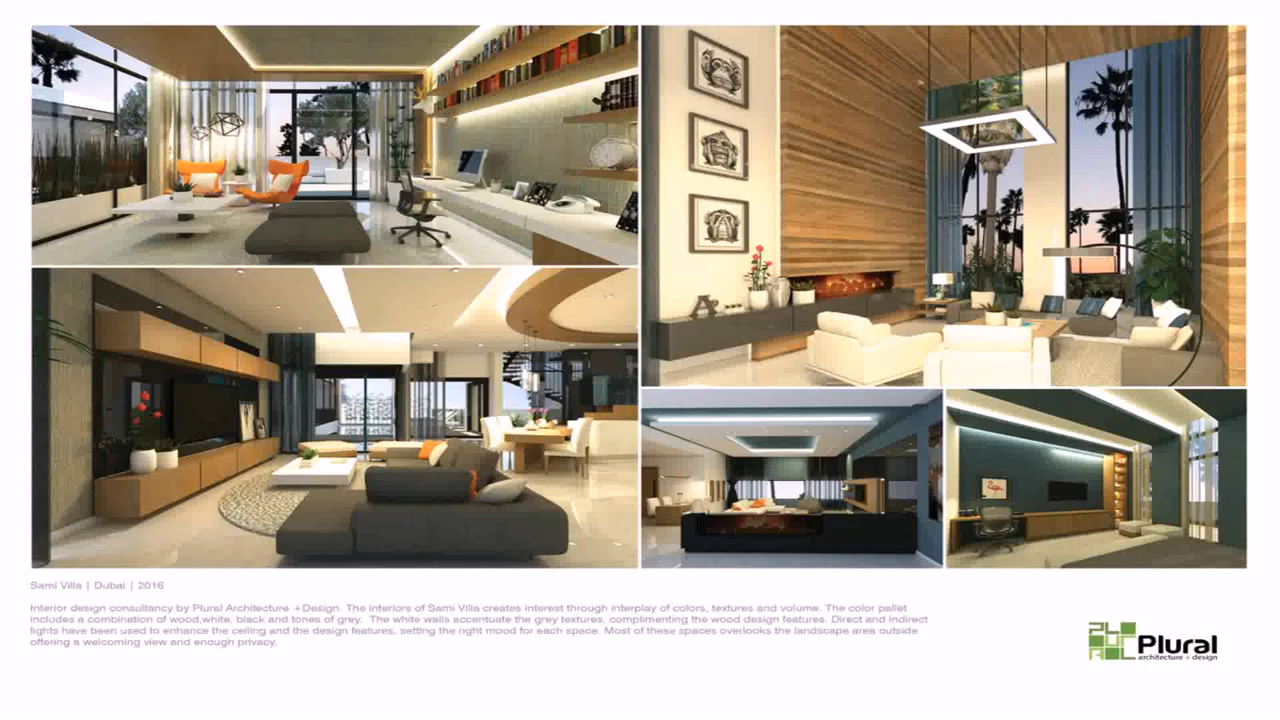 Sami Villa | Dubai | 2016
Interior design consultancy by Plural Architecture +Design. The interiors of Sami Villa creates interest through interplay of colors, textures and volume. The color pallet
includes a combination of wood,white, black and tones of grey. The white walls accentuate the grey textures, complimenting the wood design features. Direct and indirect
lights have been used to enhance the ceiling and the design features, setting the right mood for each space. Most of these spaces overlooks the landscape area outside
offering a welcoming view and enough privacy.
PLURAL
Plural
architecture + design